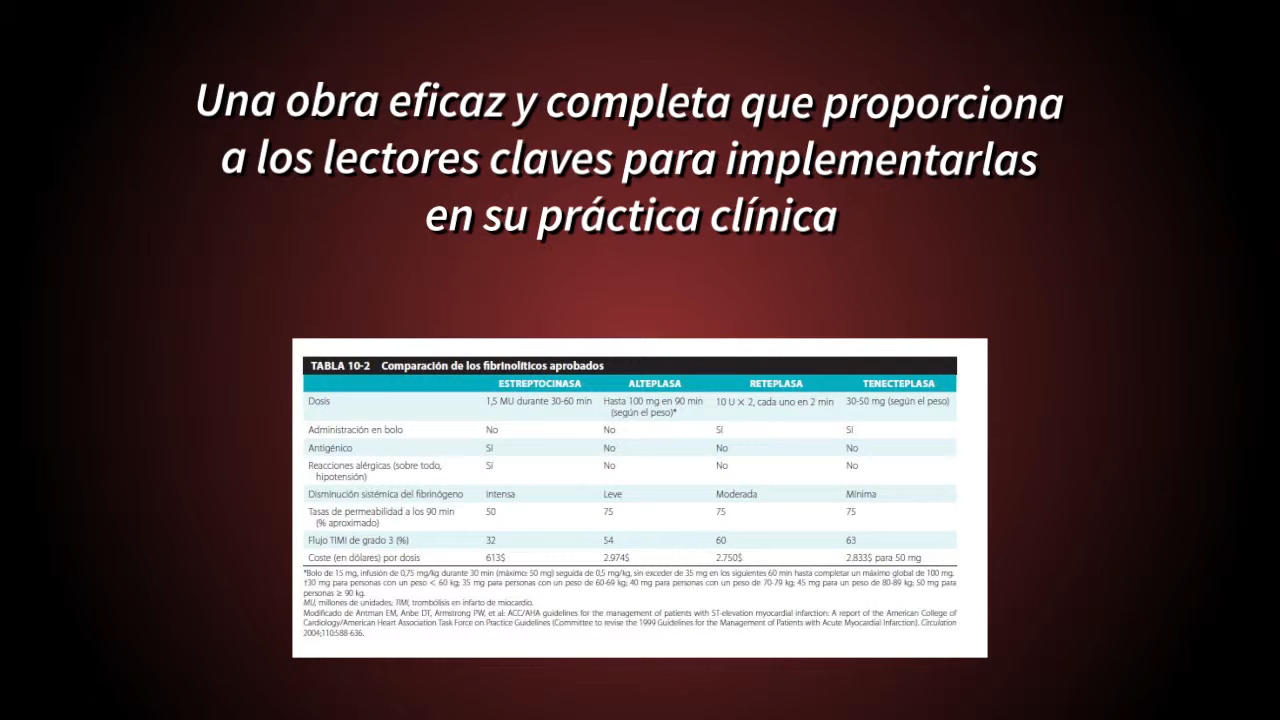 Una obra eficaz y completa que proporciona
a los lectores claves para implementarlas
en su práctica clínica
TABLA 10-2 Comparación de los fibrinolíticos aprobados
ESTREPTOCINASA ALTEPLASA RETEPLASA TENECTEPLASA
Dosis 1,5 MU durante 30-60 min Hasta 100 mg en 90 min (según el peso)* 10 U × 2, cada uno en 2 min 30-50 mg (según el peso)
Administración en bolo No No Sí Sí
Antigénico Sí No No No
Reacciones alérgicas (sobre todo, hipotensión) Sí No No No
Disminución sistémica del fibrinógeno Intensa Leve Moderada Mínima
Tasas de permeabilidad a los 90 min (% aproximado) 50 75 75 75
Flujo TIMI de grado 3 (%) 32 54 60 63
Coste (en dólares) por dosis 613$ 2.974$ 2.750$ 2.833$ para 50 mg
*Bolo de 15 mg, infusión de 0,75 mg/kg durante 30 min (máximo: 50 mg) seguida de 0,5 mg/kg, sin exceder de 35 mg en los siguientes 60 min hasta completar un máximo global de 100 mg.
†30 mg para personas con un peso < 60 kg; 35 mg para personas con un peso de 60-69 kg; 40 mg para personas con un peso de 70-79 kg; 45 mg para un peso de 80-89 kg; 50 mg para
personas ≥ 90 kg.
MU, millones de unidades; TIMI, trombólisis en infarto de miocardio.
Modificado de Antman EM, Anbe DT, Armstrong PW, et al: ACC/AHA guidelines for the management of patients with ST-elevation myocardial infarction: A report of the American College of
Cardiology/American Heart Association Task Force on Practice Guidelines (Committee to revise the 1999 Guidelines for the Management of Patients with Acute Myocardial Infarction). Circulation
2004;110:588-636.